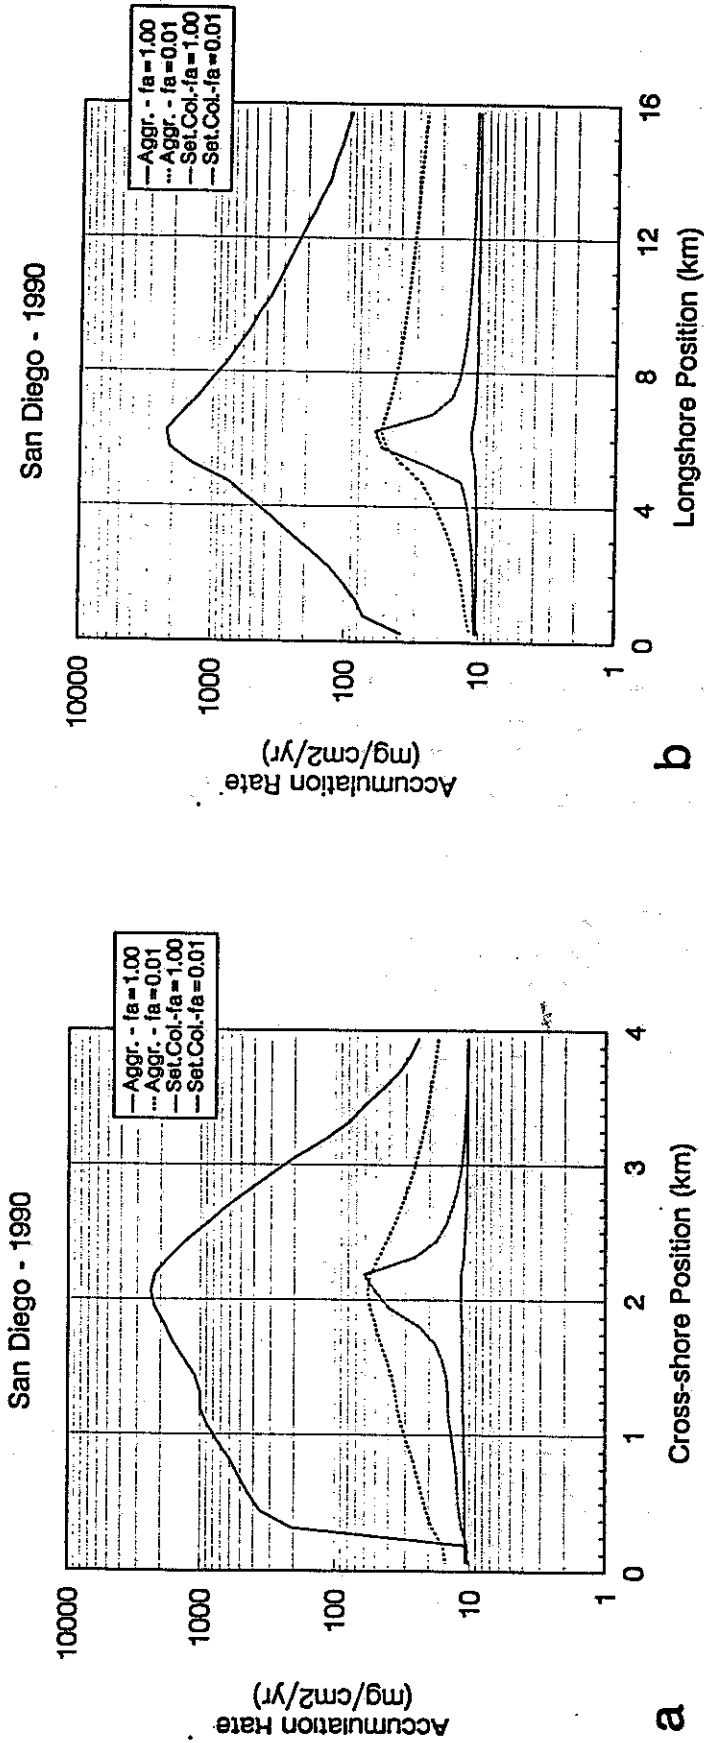 San Diego - 1990
Accumulation Rate
(mg/cm2/yr)
10000
1000
100
10
1
—Aggr. - fa=1.00
•••Aggr. - fa=0.01
—Set.Col.-fa=1.00
—Set.Col.-fa=0.01
0
1
2
3
4
Cross-shore Position (km)
a
San Diego - 1990
Accumulation Rate
(mg/cm2/yr)
10000
1000
100
10
1
—Aggr. - fa=1.00
•••Aggr. - fa=0.01
—Set.Col.-fa=1.00
—Set.Col.-fa=0.01
0
4
8
12
16
Longshore Position (km)
b